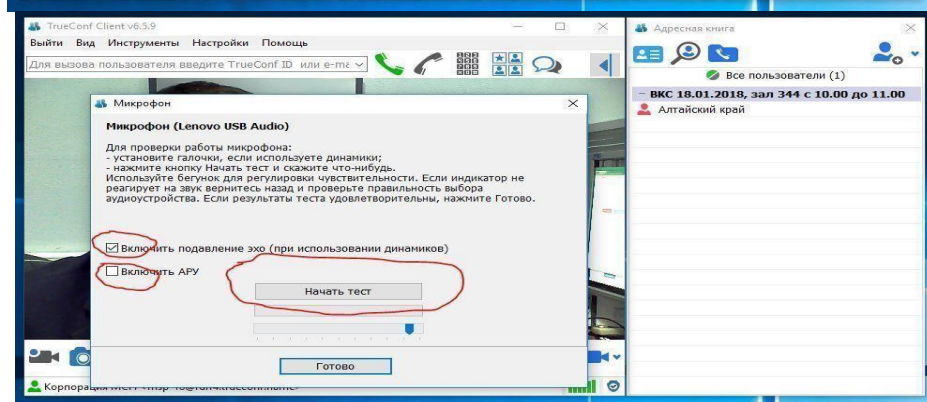 TrueConf Client v6.5.9
Выйти Вид Инструменты Настройки Помощь
Для вызова пользователя введите TrueConf ID или e-ma
Микрофон
Микрофон (Lenovo USB Audio)
Для проверки работы микрофона:
- установите галочки, если используете динамики;
- нажмите кнопку Начать тест и скажите что-нибудь.
Используйте бегунок для регулировки чувствительности. Если индикатор не
реагирует на звук вернитесь назад и проверьте правильность выбора
аудиоустройства. Если результаты теста удовлетворительны, нажмите Готово.
Включить подавление эхо (при использовании динамиков)
Включить АРУ
Начать тест
Готово
Адресная книга
Все пользователи (1)
ВКС 18.01.2018, зал 344 с 10.00 до 11.00
Алтайский край